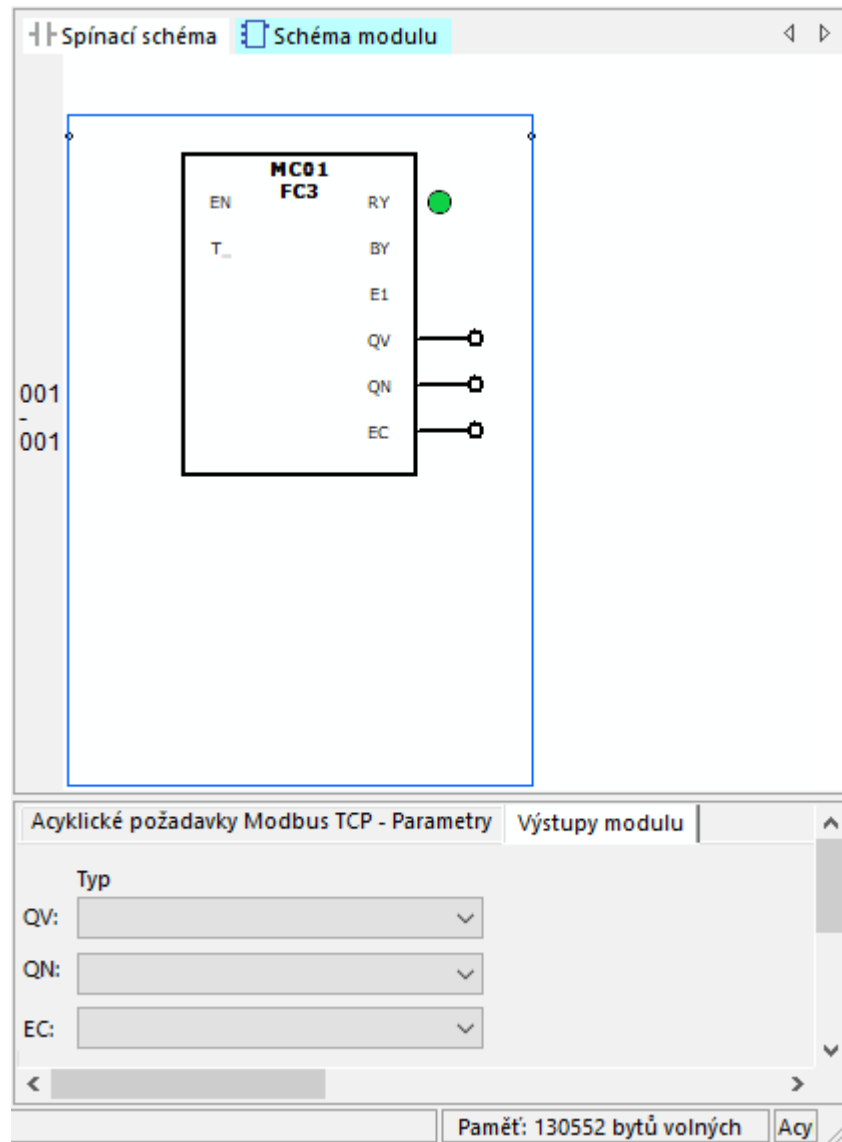 Spínací schéma Schéma modulu
MC01
FC3
EN RY
T_ BY
E1
QV
QN
EC
001
-
001
Acyklické požadavky Modbus TCP - Parametry Výstupy modulu
Typ
QV:
QN:
EC:
Paměť: 130552 bytů volných Acy